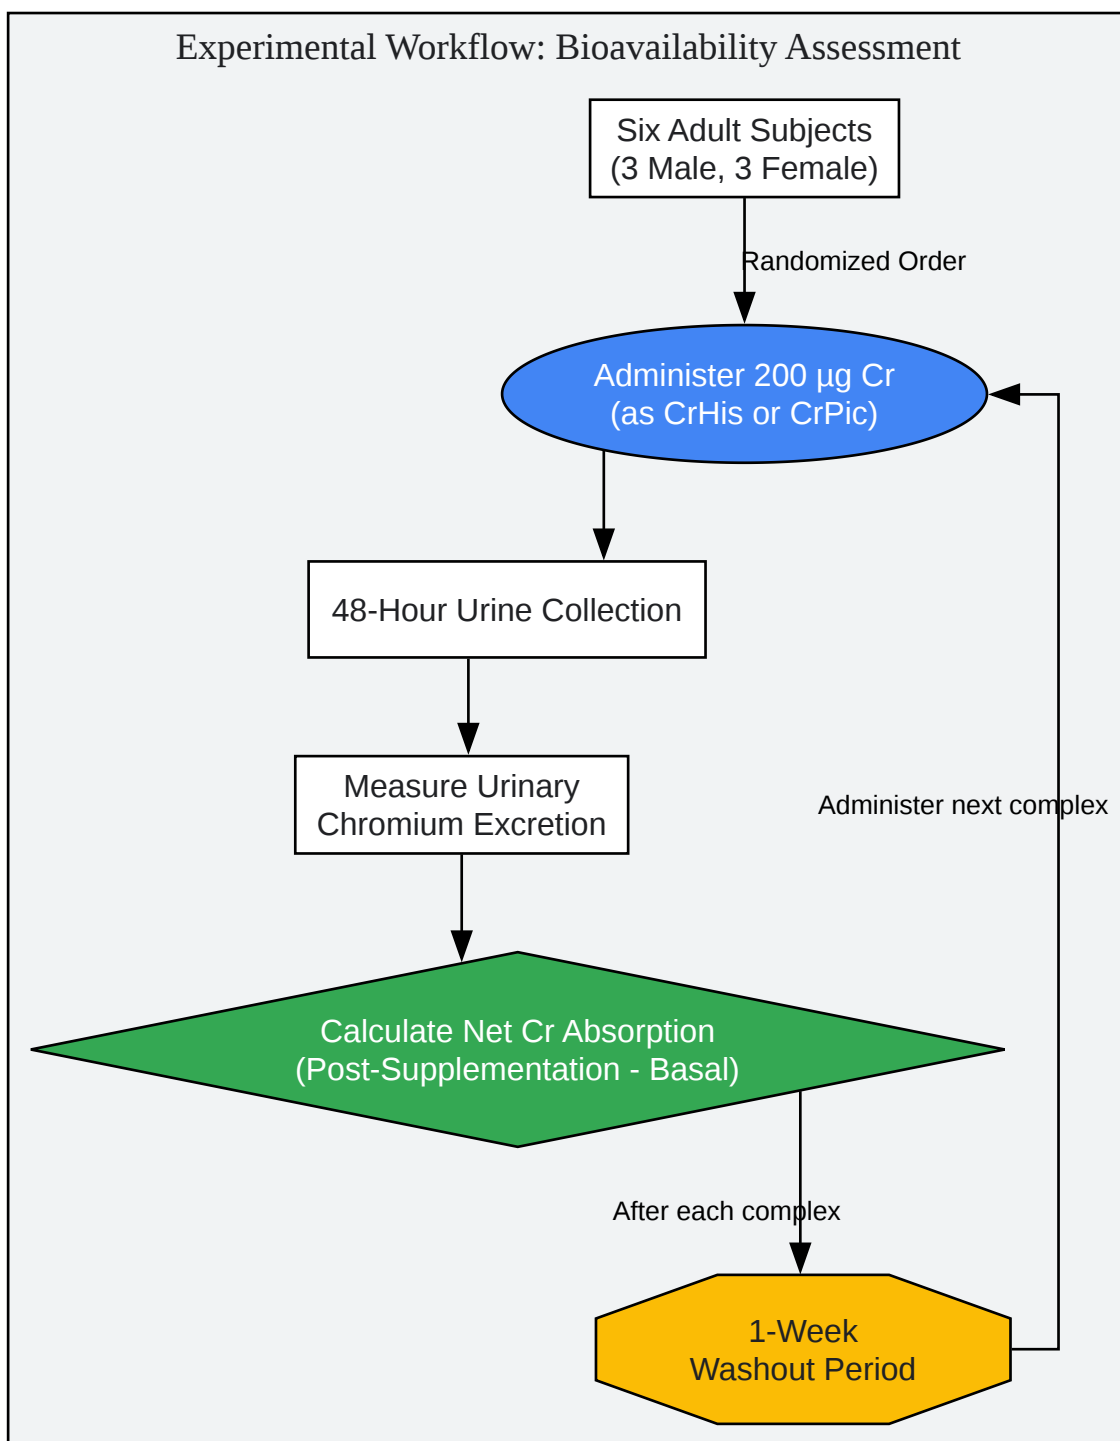 Experimental Workflow: Bioavailability Assessment
Six Adult Subjects
(3 Male, 3 Female)
Randomized Order
Administer 200 µg Cr
(as CrHis or CrPic)
48-Hour Urine Collection
Measure Urinary
Chromium Excretion
Administer next complex
Calculate Net Cr Absorption
(Post-Supplementation - Basal)
After each complex
1-Week
Washout Period